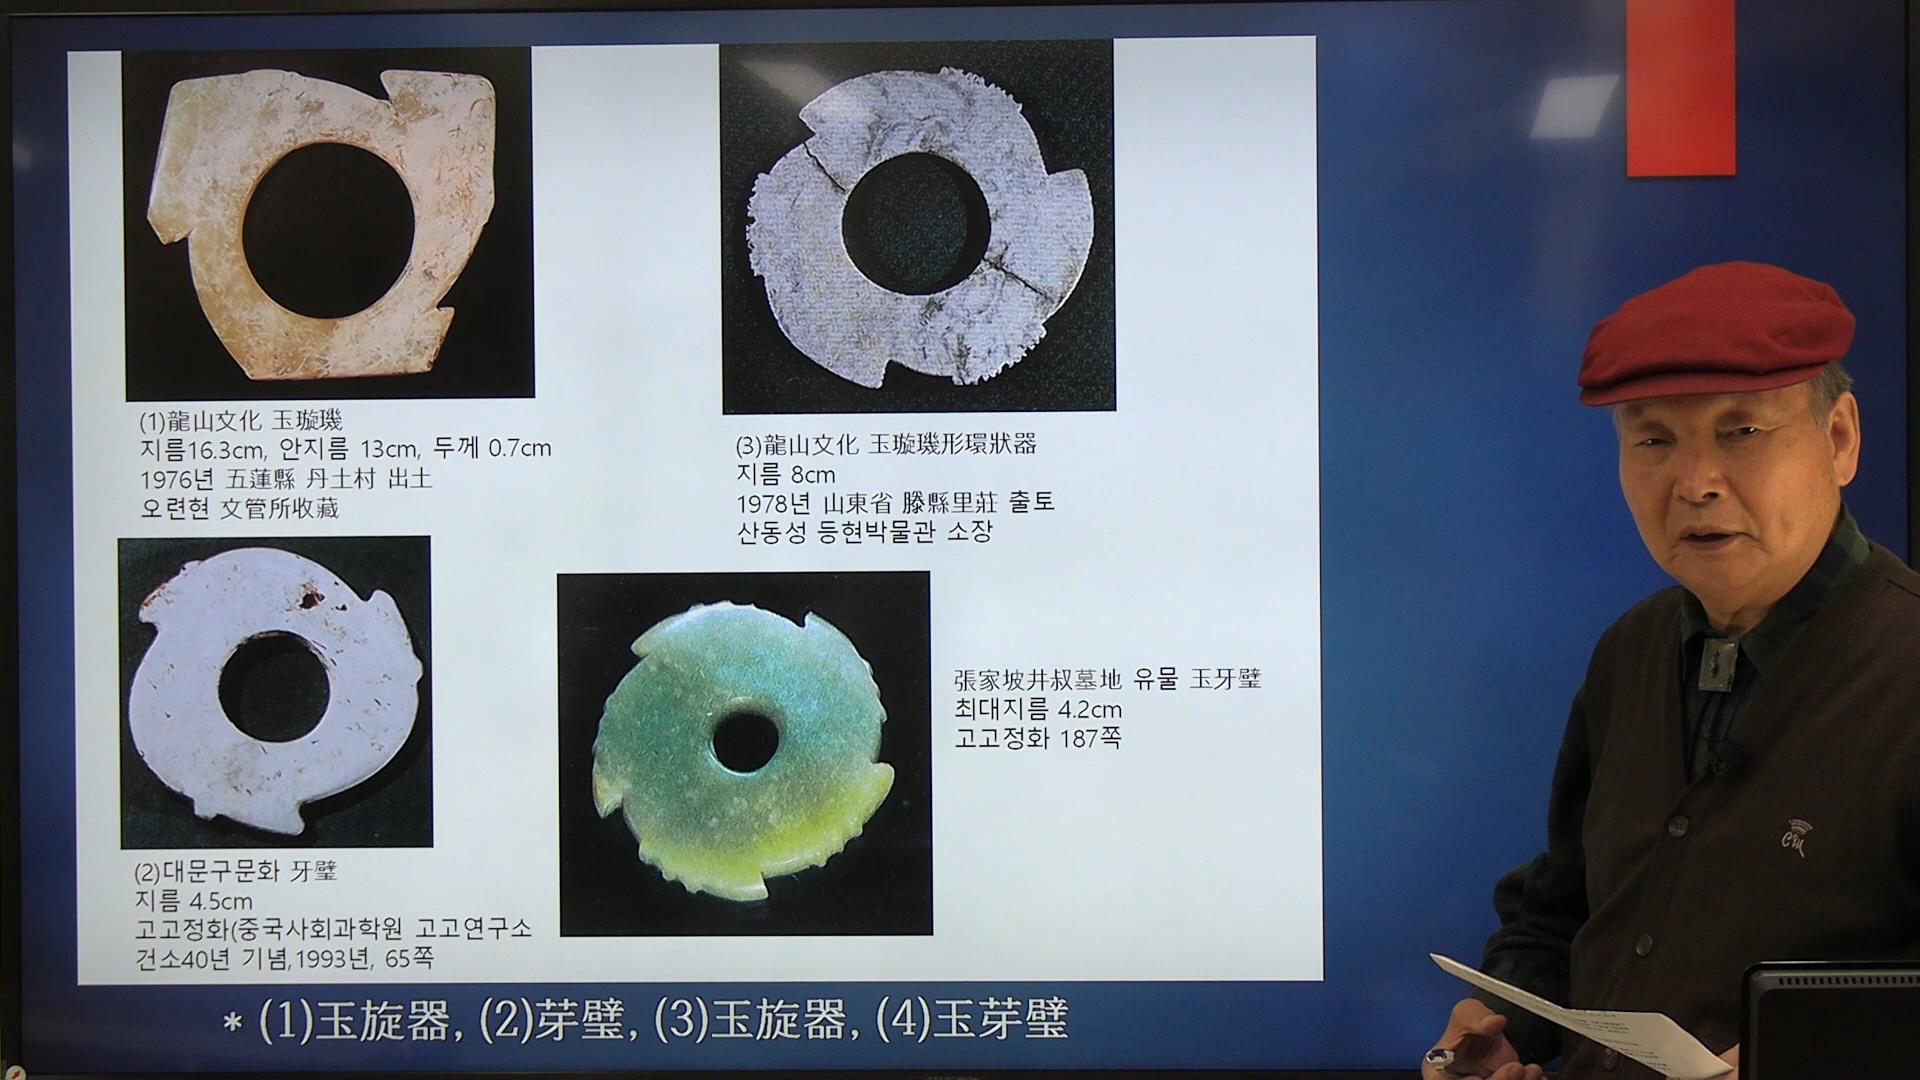 (1)龍山文化 玉璇璣
지름16.3cm, 안지름 13cm, 두께 0.7cm
1976년 五蓮縣 丹土村 出土
오련현 文管所收藏
(3)龍山文化 玉璇璣形環狀器
지름 8cm
1978년 山東省 滕縣里莊 출토
산동성 등현박물관 소장
(2)대문구문화 牙璧
지름 4.5cm
고고정화(중국사회과학원 고고연구소
건소40년 기념,1993년, 65쪽
張家坡井叔墓地 유물 玉牙璧
최대지름 4.2cm
고고정화 187쪽
* (1)玉旋器, (2)芽璧, (3)玉旋器, (4)玉芽璧